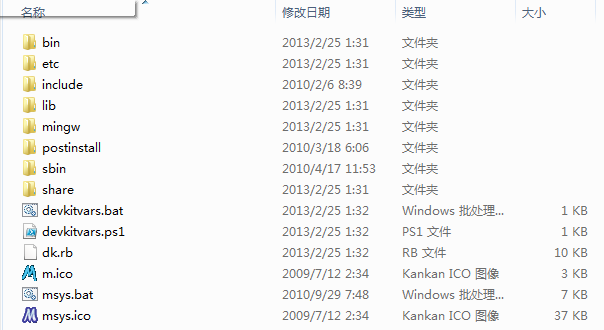 名称 修改日期 类型 大小
bin 2013/2/25 1:31 文件夹
etc 2013/2/25 1:31 文件夹
include 2010/2/6 8:39 文件夹
lib 2013/2/25 1:31 文件夹
mingw 2013/2/25 1:31 文件夹
postinstall 2010/3/18 6:06 文件夹
sbin 2010/4/17 11:53 文件夹
share 2013/2/25 1:31 文件夹
devkitvars.bat 2013/2/25 1:32 Windows 批处理... 1 KB
devkitvars.ps1 2013/2/25 1:32 PS1 文件 1 KB
dk.rb 2013/2/25 1:32 RB 文件 10 KB
m.ico 2009/7/12 2:34 Kankan ICO 图像 3 KB
msys.bat 2010/9/29 7:48 Windows 批处理... 7 KB
msys.ico 2009/7/12 2:34 Kankan ICO 图像 37 KB